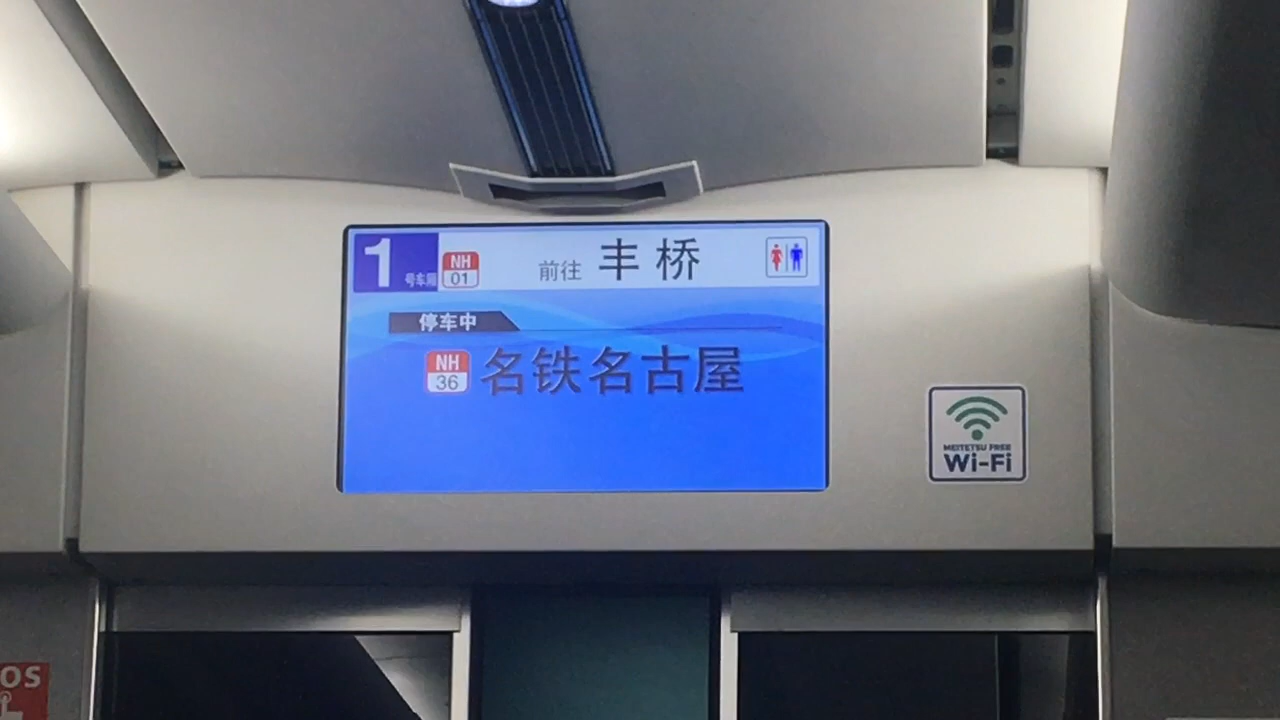 1 号车厢 NH 01 前往 丰桥
停车中
NH 36 名铁名古屋
MEITETSU FREE
Wi-Fi
OS